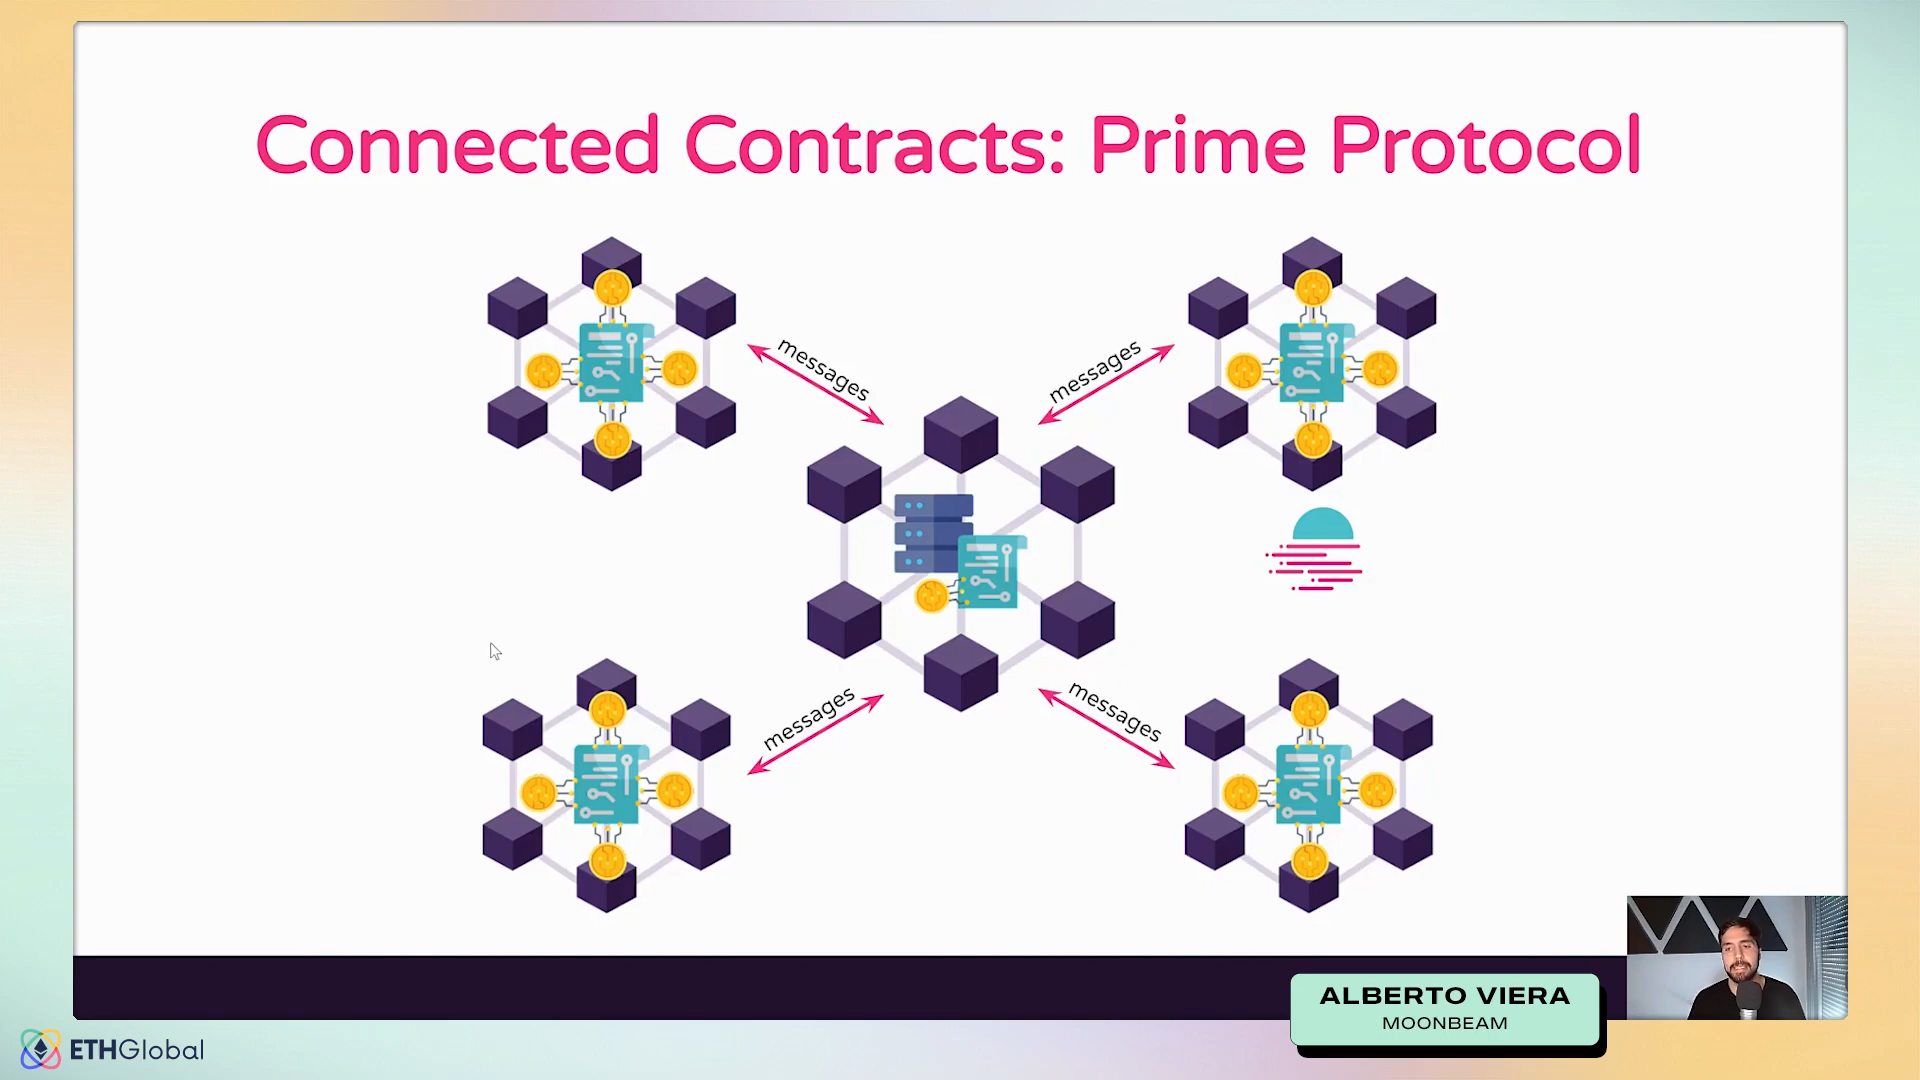 Connected Contracts: Prime Protocol
messages
messages
messages
messages
ALBERTO VIERA
MOONBEAM
ETHGlobal